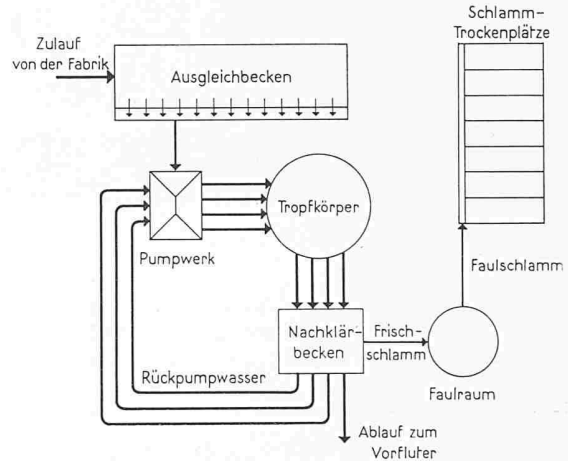 Schlamm-
Trockenplätze
Zulauf
von der Fabrik
Ausgleichbecken
Tropfkörper
Pumpwerk
Faulschlamm
Nachklär-
becken
Frisch-
schlamm
Rückpumpwasser
Faulraum
Ablauf zum
Vorfluter